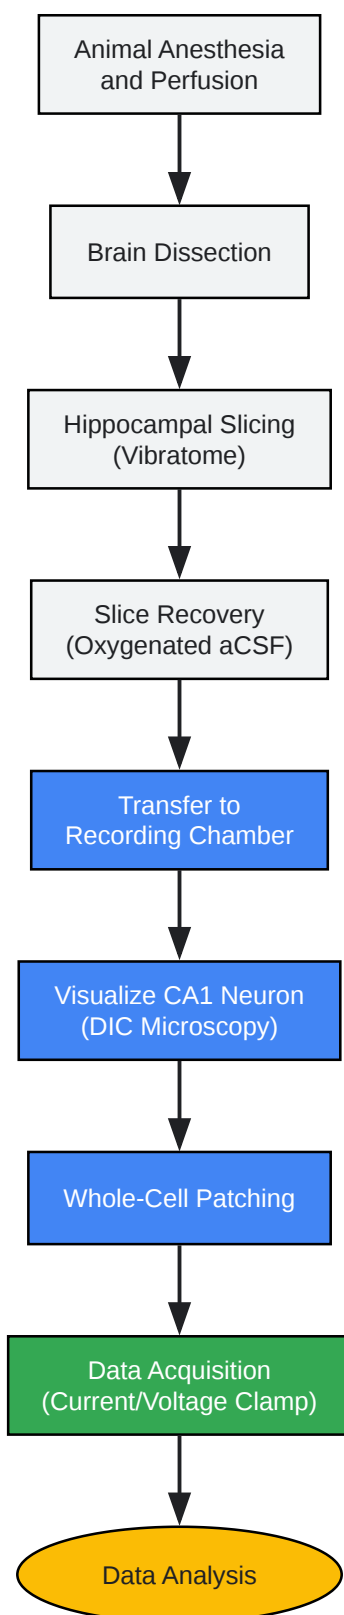 Animal Anesthesia
and Perfusion
Brain Dissection
Hippocampal Slicing
(Vibratome)
Slice Recovery
(Oxygenated aCSF)
Transfer to
Recording Chamber
Visualize CA1 Neuron
(DIC Microscopy)
Whole-Cell Patching
Data Acquisition
(Current/Voltage Clamp)
Data Analysis